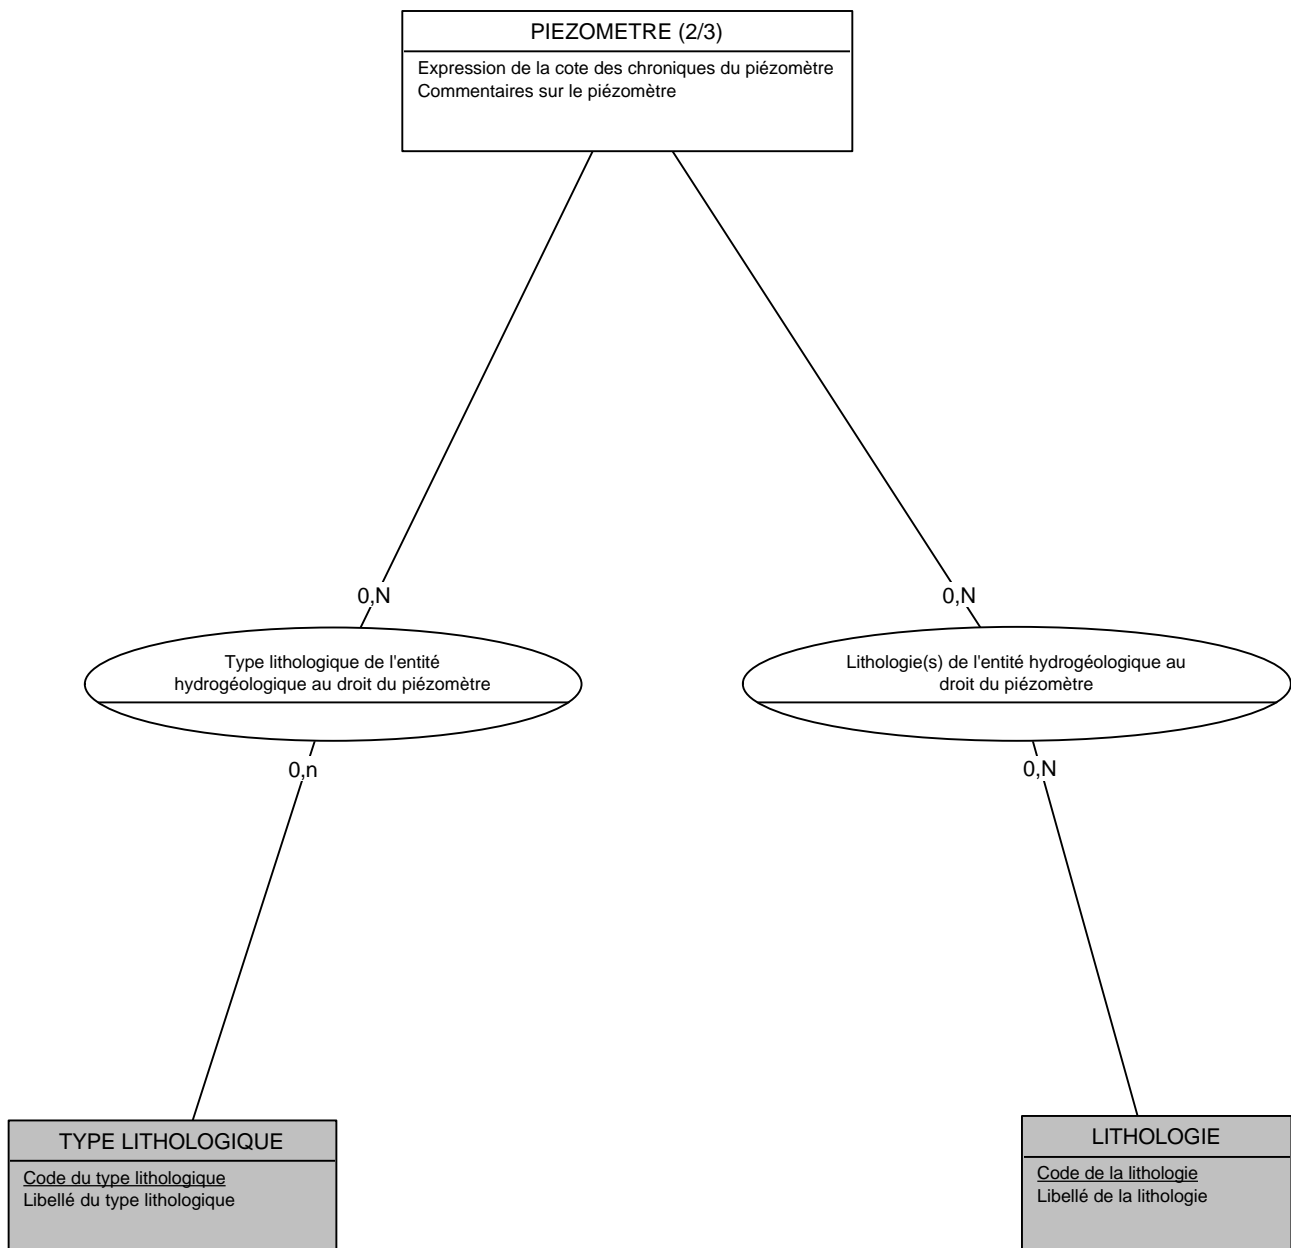 PIEZOMETRE (2/3)
Expression de la cote des chroniques du piézomètre
Commentaires sur le piézomètre
0,N
0,N
Type lithologique de l'entité
hydrogéologique au droit du piézomètre
Lithologie(s) de l'entité hydrogéologique au
droit du piézomètre
0,n
0,N
TYPE LITHOLOGIQUE
Code du type lithologique
Libellé du type lithologique
LITHOLOGIE
Code de la lithologie
Libellé de la lithologie